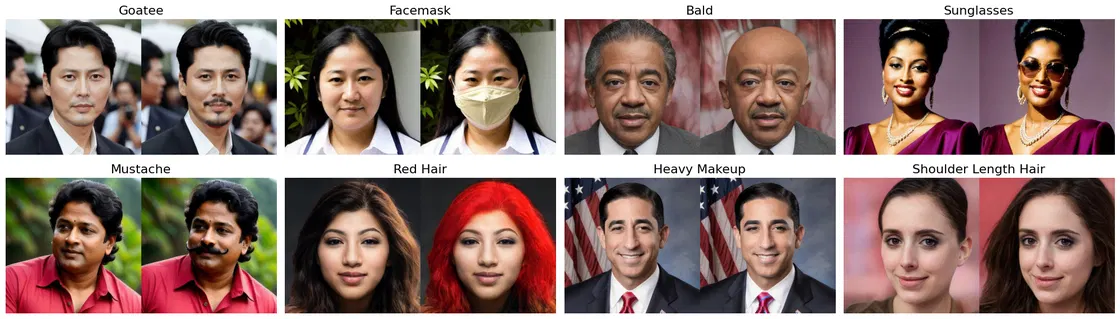 Goatee
Facemask
Bald
Sunglasses
Mustache
Red Hair
Heavy Makeup
Shoulder Length Hair